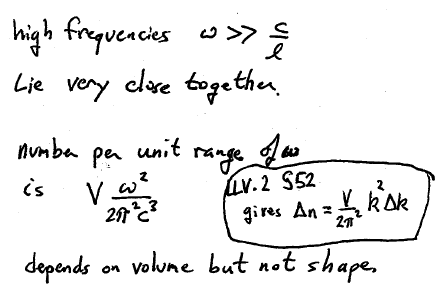 high frequencies ω >> c/l
Lie very close together.
number per unit range of ω
is V ω²/2π²c³
LLV.2 §52
gives Δn = V/2π² k² Δk
depends on volume but not shape.